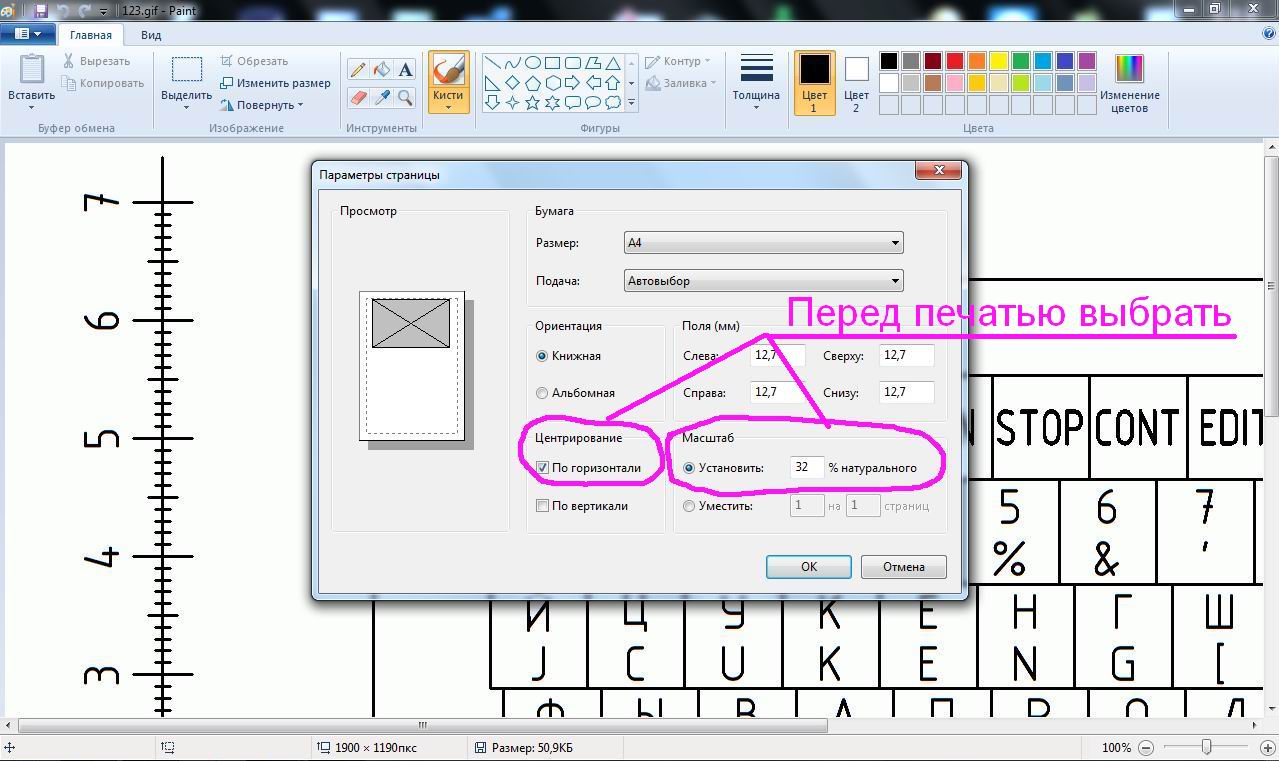 123.gif - Paint
Главная Вид
Вставить
Вырезать
Копировать
Буфер обмена
Выделить
Обрезать
Изменить размер
Повернуть
Изображение
A
Инструменты
Кисти
Контур
Заливка
Фигуры
Толщина
Цвет 1
Цвет 2
Изменение цветов
Цвета
7
6
5
4
3
Параметры страницы
Просмотр
Бумага
Размер: A4
Подача: Автовыбор
Перед печатью выбрать
Ориентация
Книжная
Альбомная
Поля (мм)
Слева: 12,7 Сверху: 12,7
Справа: 12,7 Снизу: 12,7
Центрирование
По горизонтали
По вертикали
Масштаб
Установить: 32 % натурального
Уместить: 1 на 1 страниц
OK Отмена
N STOP CONT EDIT
5 6 7
% & '
Й Ц У К Е Н Г Ш
J C U K E N G [
Ф Ы В А П Р О Л
1900 × 1190пкс
Размер: 50,9КБ
100%